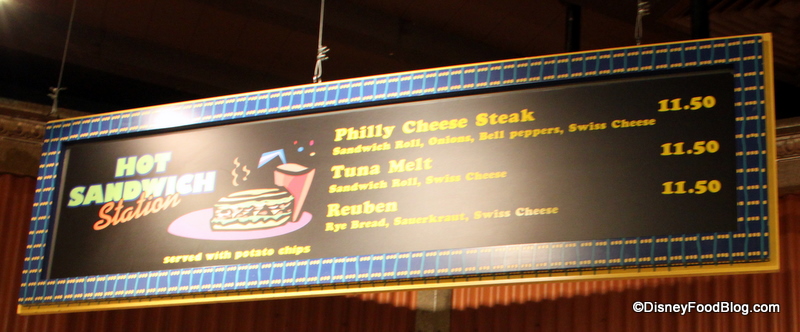 HOT
SANDWICH
Station
served with potato chips
Philly Cheese Steak 11.50
Sandwich Roll, Onions, Bell peppers, Swiss Cheese
Tuna Melt 11.50
Sandwich Roll, Swiss Cheese
Reuben 11.50
Rye Bread, Sauerkraut, Swiss Cheese
©DisneyFoodBlog.com